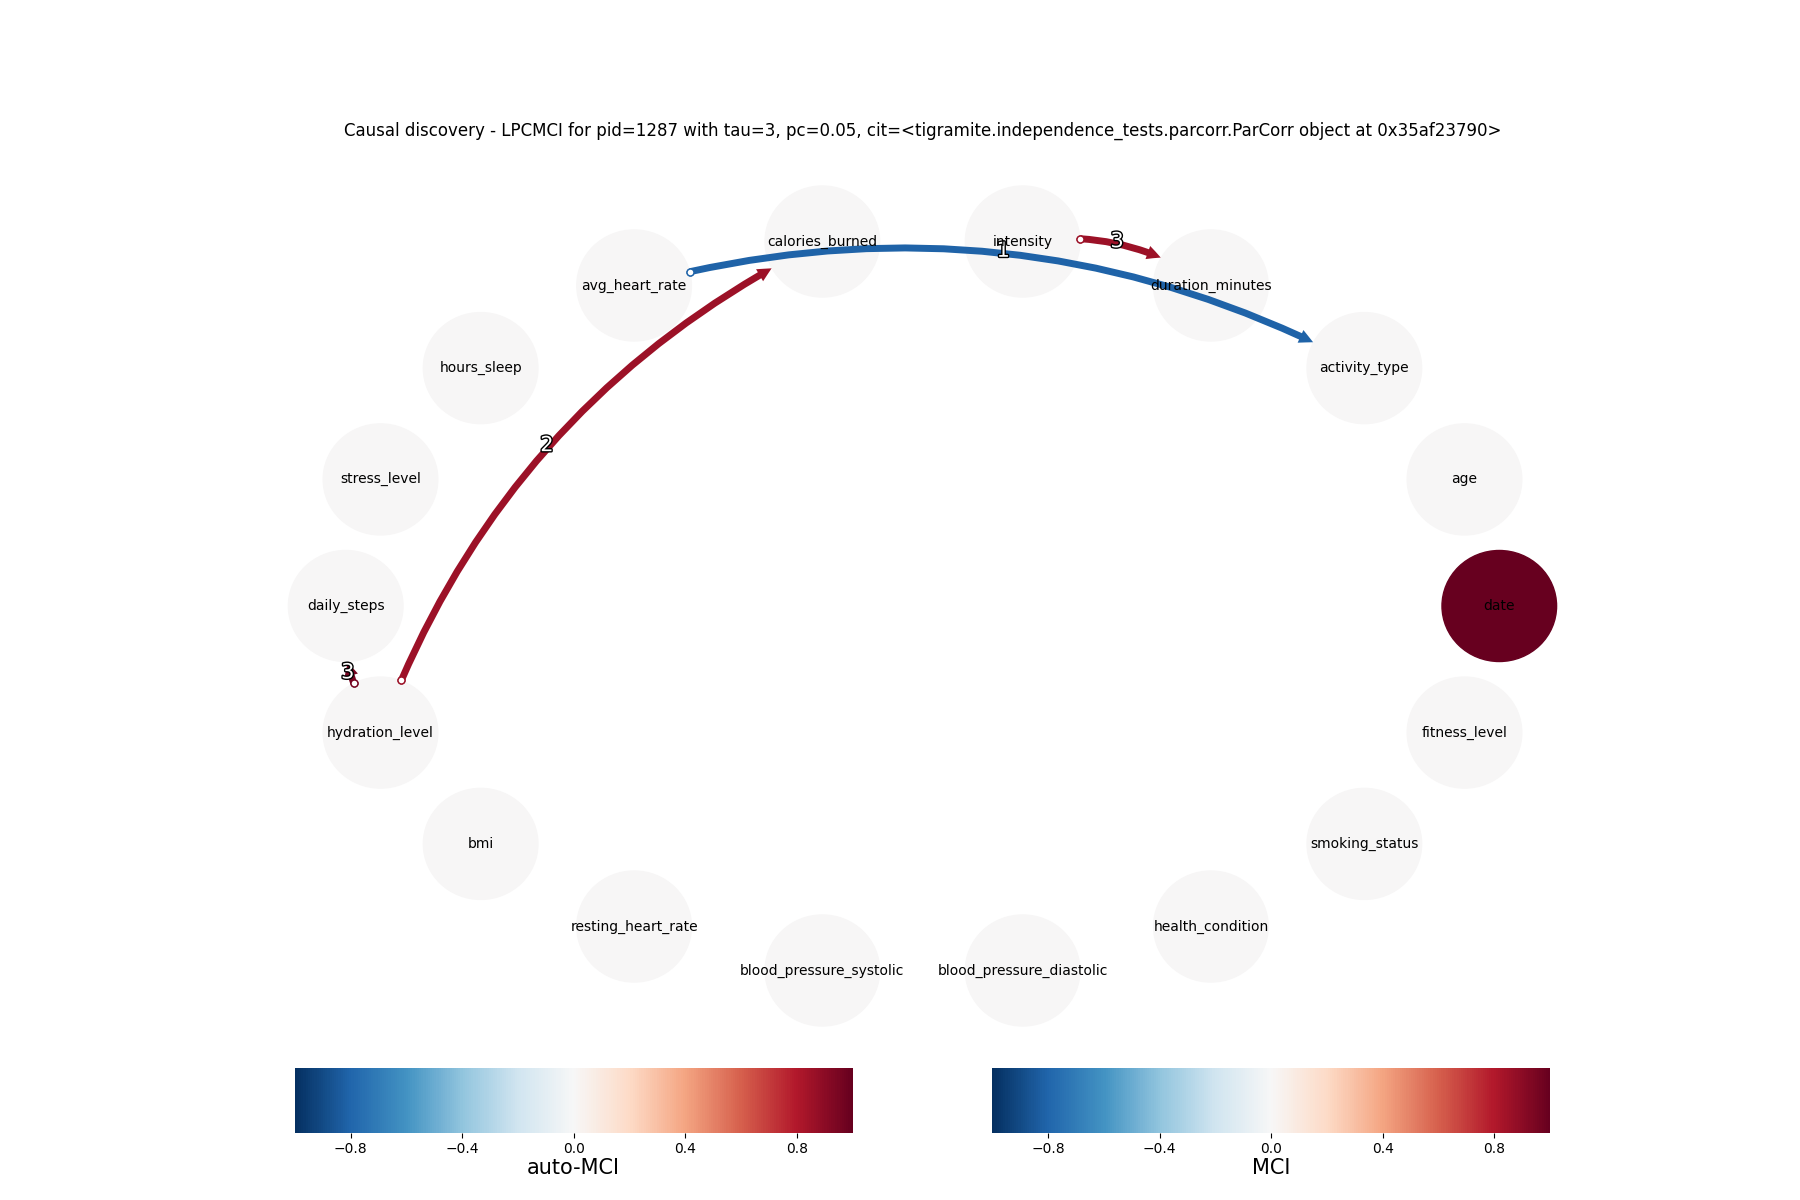 Causal discovery - LPCMCI for pid=1287 with tau=3, pc=0.05, cit=<tigramite.independence_tests.parcorr.ParCorr object at 0x35af23790>
calories_burned
intensity
3
1
avg_heart_rate
duration_minutes
hours_sleep
activity_type
2
stress_level
age
daily_steps
date
3
hydration_level
fitness_level
bmi
smoking_status
resting_heart_rate
health_condition
blood_pressure_systolic
blood_pressure_diastolic
−0.8 −0.4 0.0 0.4 0.8
auto-MCI
−0.8 −0.4 0.0 0.4 0.8
MCI